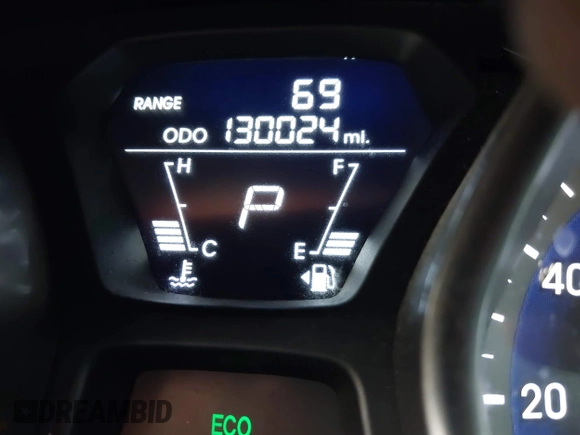 RANGE 69
ODO 130024 mi.
H F
P
C E
40
20
ECO
DREAMBID